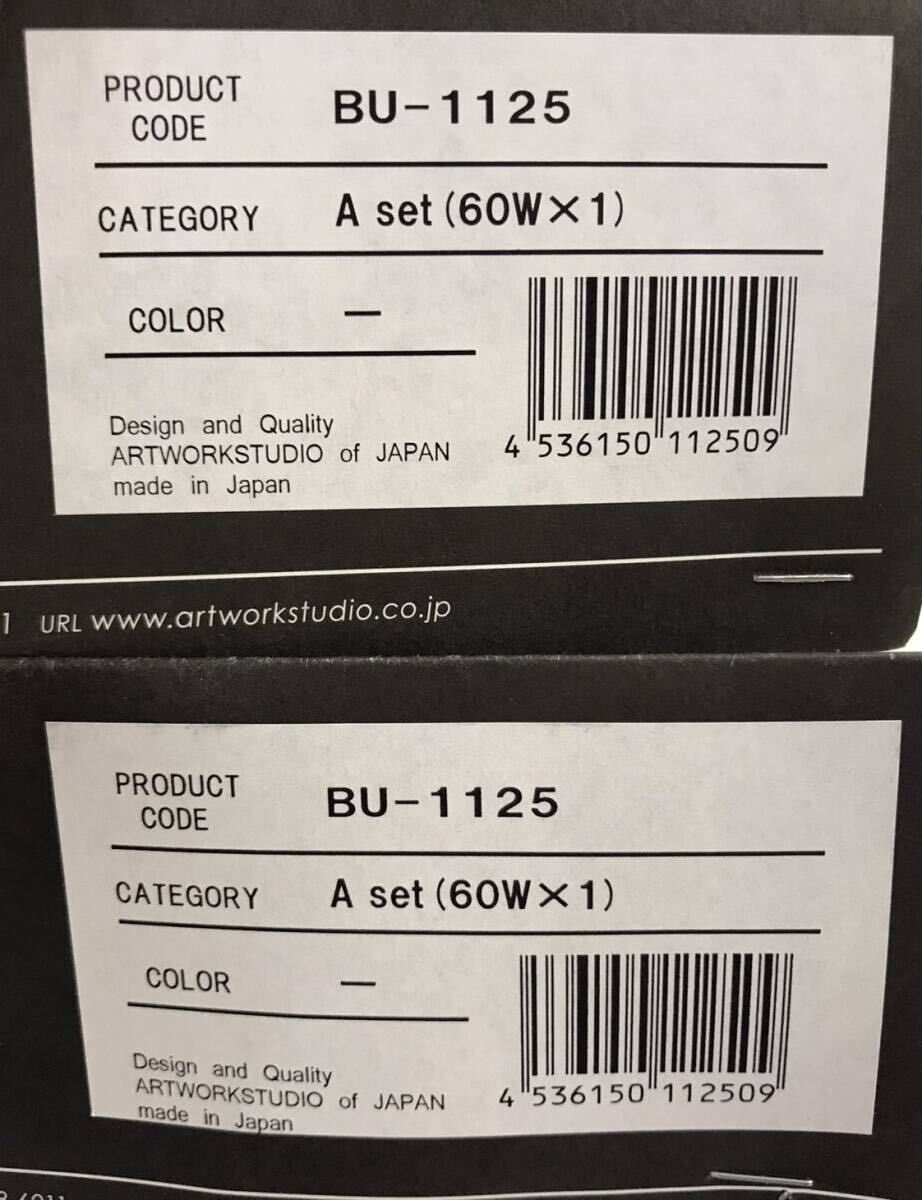 PRODUCT
CODE
BU-1125
CATEGORY A set (60W×1)
COLOR —
Design and Quality
ARTWORKSTUDIO of JAPAN
made in Japan
4 536150 112509
1 URL www.artworkstudio.co.jp
PRODUCT
CODE
BU-1125
CATEGORY A set (60W×1)
COLOR —
Design and Quality
ARTWORKSTUDIO of JAPAN
made in Japan
4 536150 112509